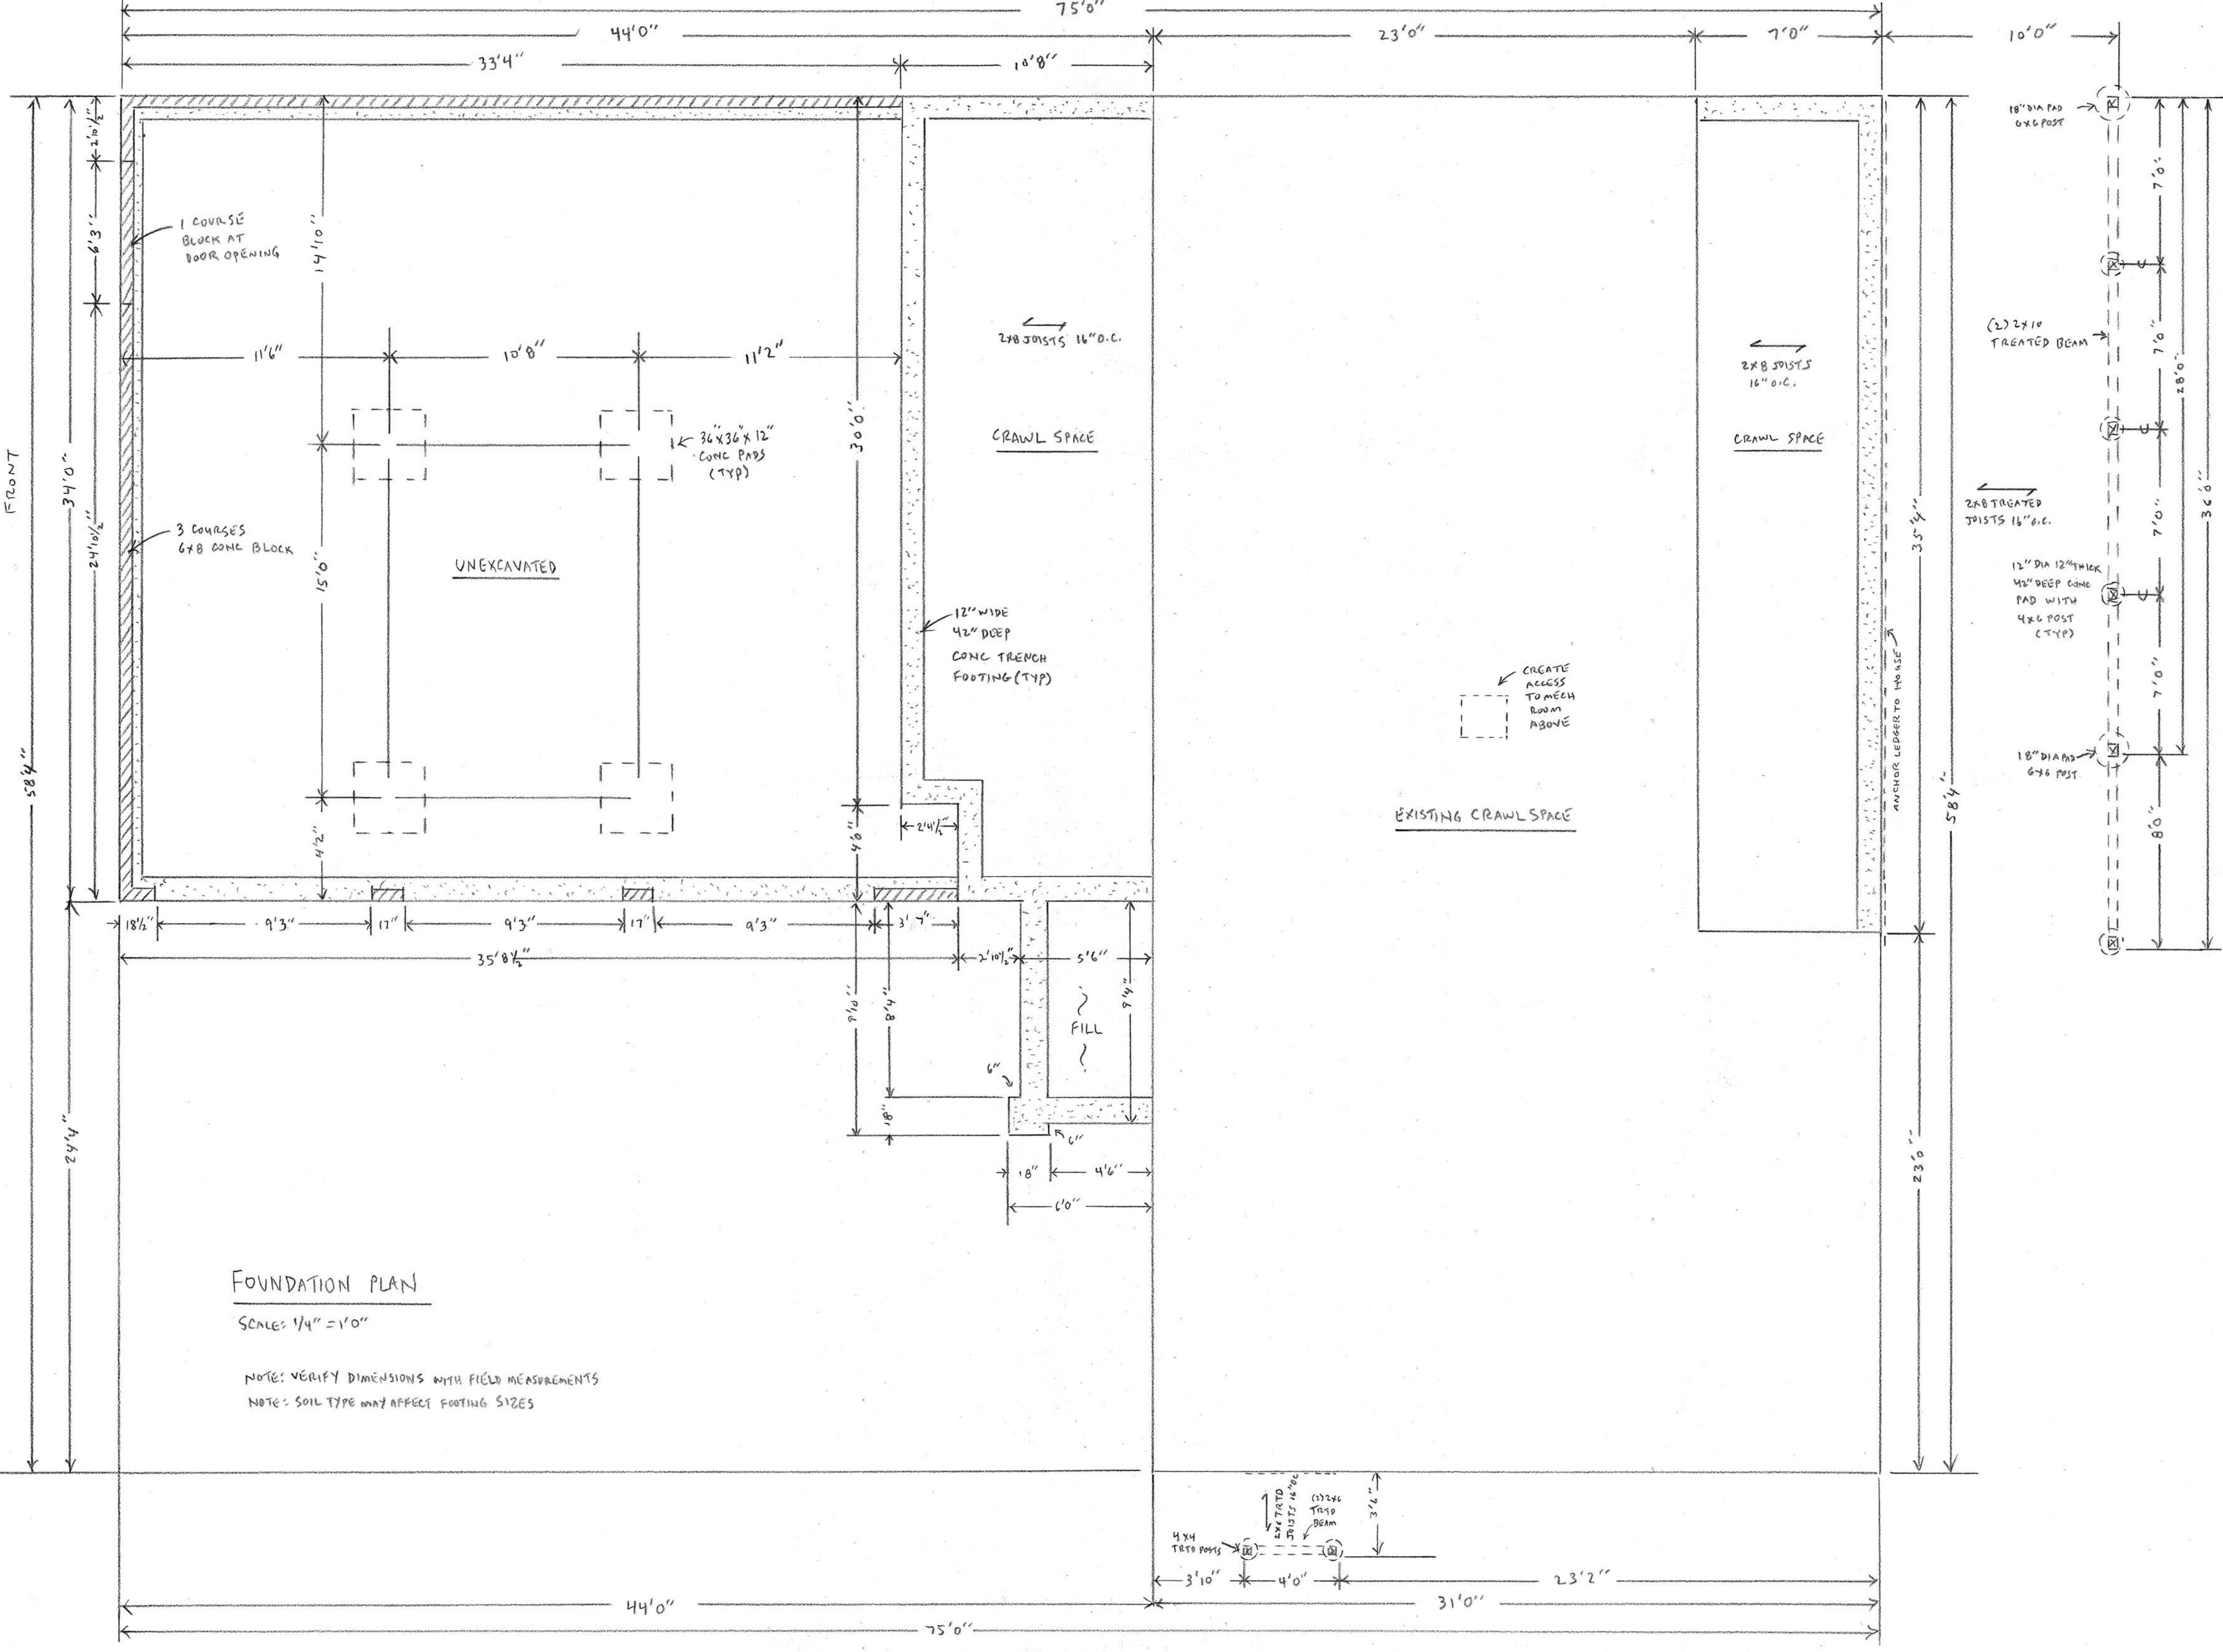 75'0"
44'0"
23'0"
7'0"
10'0"
33'4"
10'8"
FRONT
58'4"
34'0"
24'4"
2'10½"
6'3"
24'10½"
1 COURSE
BLOCK AT
DOOR OPENING
3 COURSES
6X8 CONC BLOCK
14'10"
15'0"
4'2"
11'6"
10'8"
11'2"
36"X36"X12"
CONC PADS
(TYP)
UNEXCAVATED
30'0"
4'0"
2'4½"
12" WIDE
42" DEEP
CONC TRENCH
FOOTING (TYP)
2X8 JOISTS 16" O.C.
CRAWL SPACE
CREATE
ACCESS
TO MECH
ROOM
ABOVE
EXISTING CRAWL SPACE
2X8 JOISTS
16" O.C.
CRAWL SPACE
ANCHOR LEDGER TO HOUSE
35'4"
23'0"
58'4"
18" DIA PAD
6X6 POST
(2) 2X10
TREATED BEAM
2X8 TREATED
JOISTS 16" O.C.
12" DIA 12" THICK
42" DEEP CONC
PAD WITH
4X6 POST
(TYP)
18" DIA PAD
6X6 POST
7'0"
7'0"
7'0"
7'0"
8'0"
28'0"
36'0"
18½"
9'3"
17"
9'3"
17"
9'3"
3'7"
35'8½"
2'10½"
5'6"
9'10"
8'4"
18"
9'4"
FILL
6"
6"
18"
4'6"
6'0"
FOUNDATION PLAN
SCALE: 1/4" = 1'0"
NOTE: VERIFY DIMENSIONS WITH FIELD MEASUREMENTS
NOTE: SOIL TYPE MAY AFFECT FOOTING SIZES
2X6 TRTD
JOISTS 16" OC
(2) 2X6
TRTD
BEAM
3'6"
4X4
TRTD POSTS
3'10"
4'0"
23'2"
44'0"
31'0"
75'0"